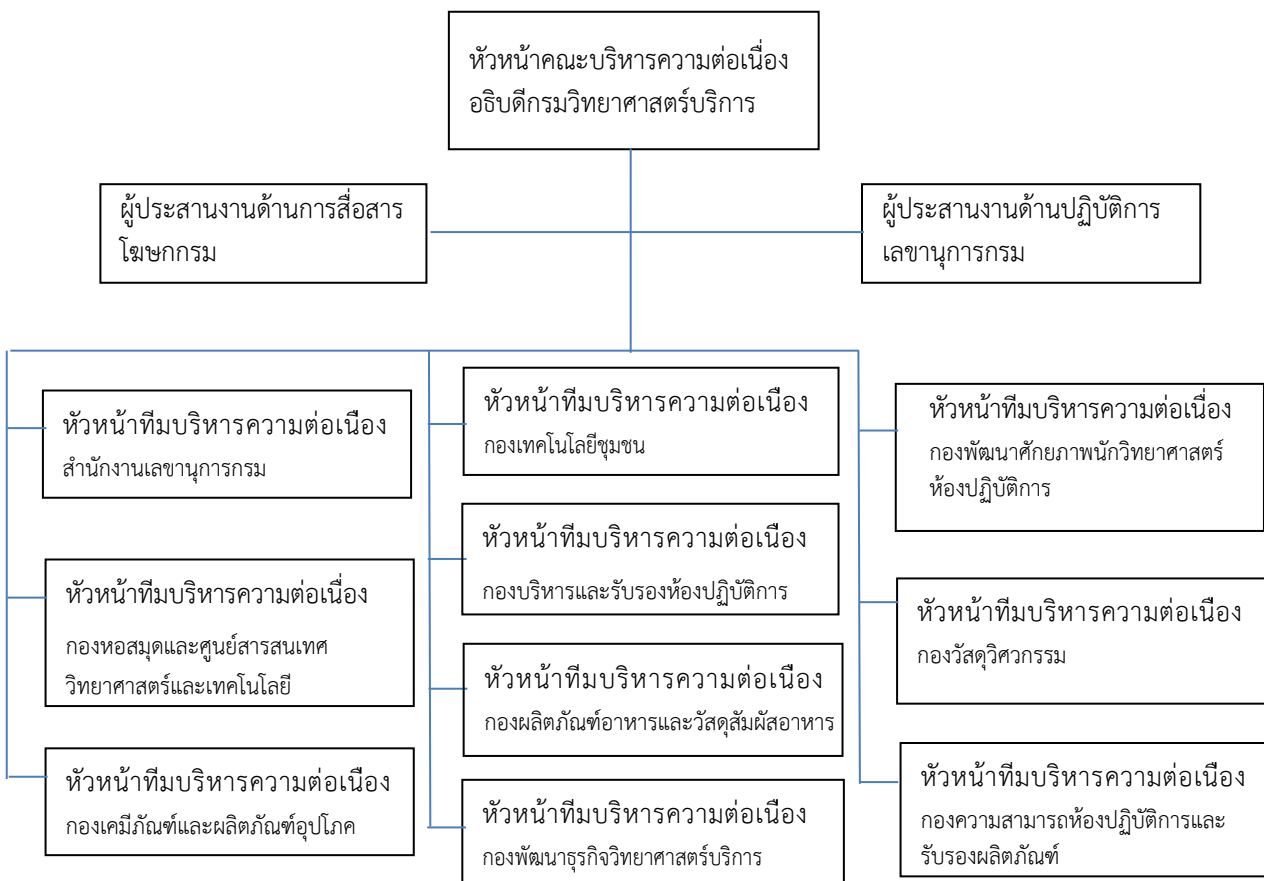 หัวหน้าคณะบริหารความต่อเนื่อง
อธิบดีกรมวิทยาศาสตร์บริการ
ผู้ประสานงานด้านการสื่อสาร
โฆษกกรม
ผู้ประสานงานด้านปฏิบัติการ
เลขานุการกรม
หัวหน้าทีมบริหารความต่อเนื่อง
สำนักงานเลขานุการกรม
หัวหน้าทีมบริหารความต่อเนื่อง
กองหอสมุดและศูนย์สารสนเทศ
วิทยาศาสตร์และเทคโนโลยี
หัวหน้าทีมบริหารความต่อเนื่อง
กองเคมีภัณฑ์และผลิตภัณฑ์อุปโภค
หัวหน้าทีมบริหารความต่อเนื่อง
กองเทคโนโลยีชุมชน
หัวหน้าทีมบริหารความต่อเนื่อง
กองบริหารและรับรองห้องปฏิบัติการ
หัวหน้าทีมบริหารความต่อเนื่อง
กองผลิตภัณฑ์อาหารและวัสดุสัมผัสอาหาร
หัวหน้าทีมบริหารความต่อเนื่อง
กองพัฒนาธุรกิจวิทยาศาสตร์บริการ
หัวหน้าทีมบริหารความต่อเนื่อง
กองพัฒนาศักยภาพนักวิทยาศาสตร์
ห้องปฏิบัติการ
หัวหน้าทีมบริหารความต่อเนื่อง
กองวัสดุวิศวกรรม
หัวหน้าทีมบริหารความต่อเนื่อง
กองความสามารถห้องปฏิบัติการและ
รับรองผลิตภัณฑ์